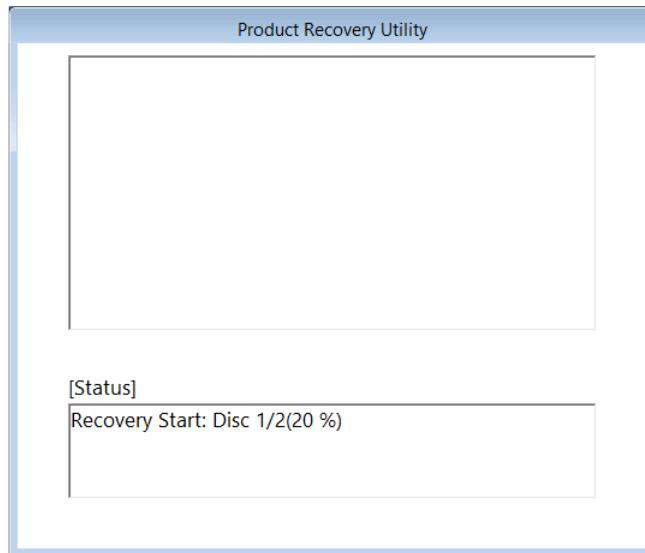 Product Recovery Utility
[Status]
Recovery Start: Disc 1/2(20 %)